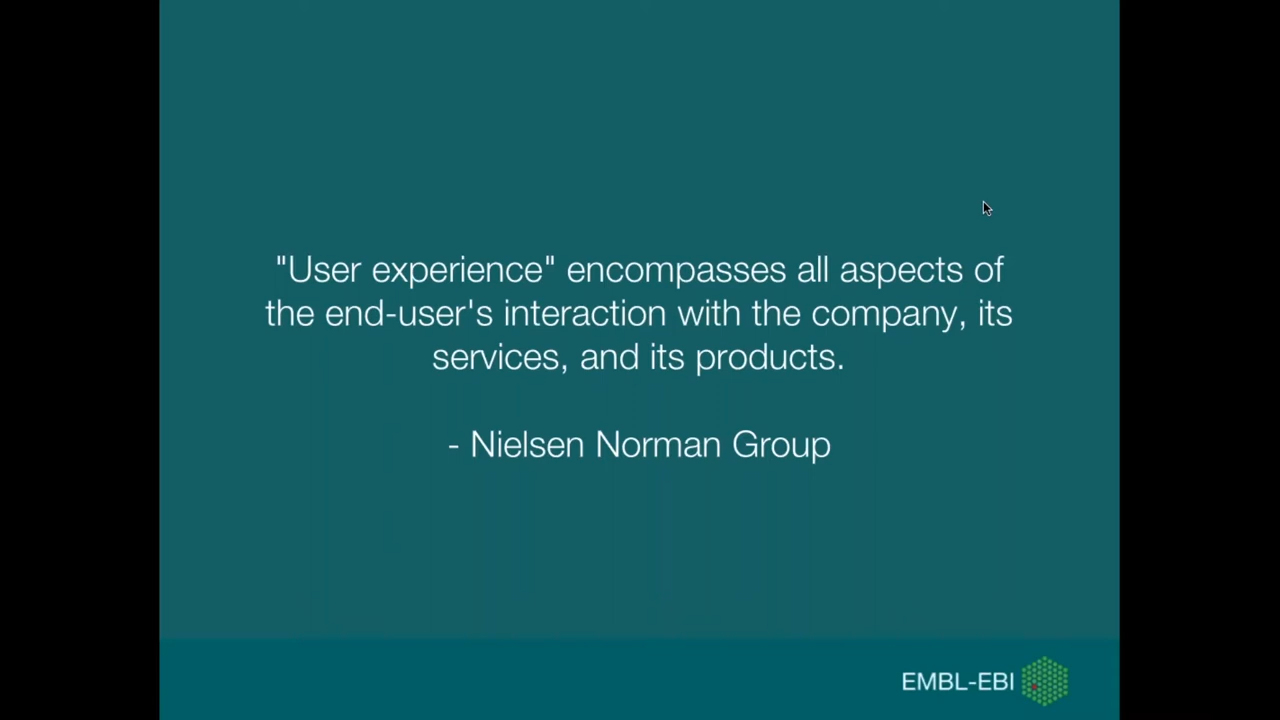 "User experience" encompasses all aspects of
the end-user's interaction with the company, its
services, and its products.
- Nielsen Norman Group
EMBL-EBI